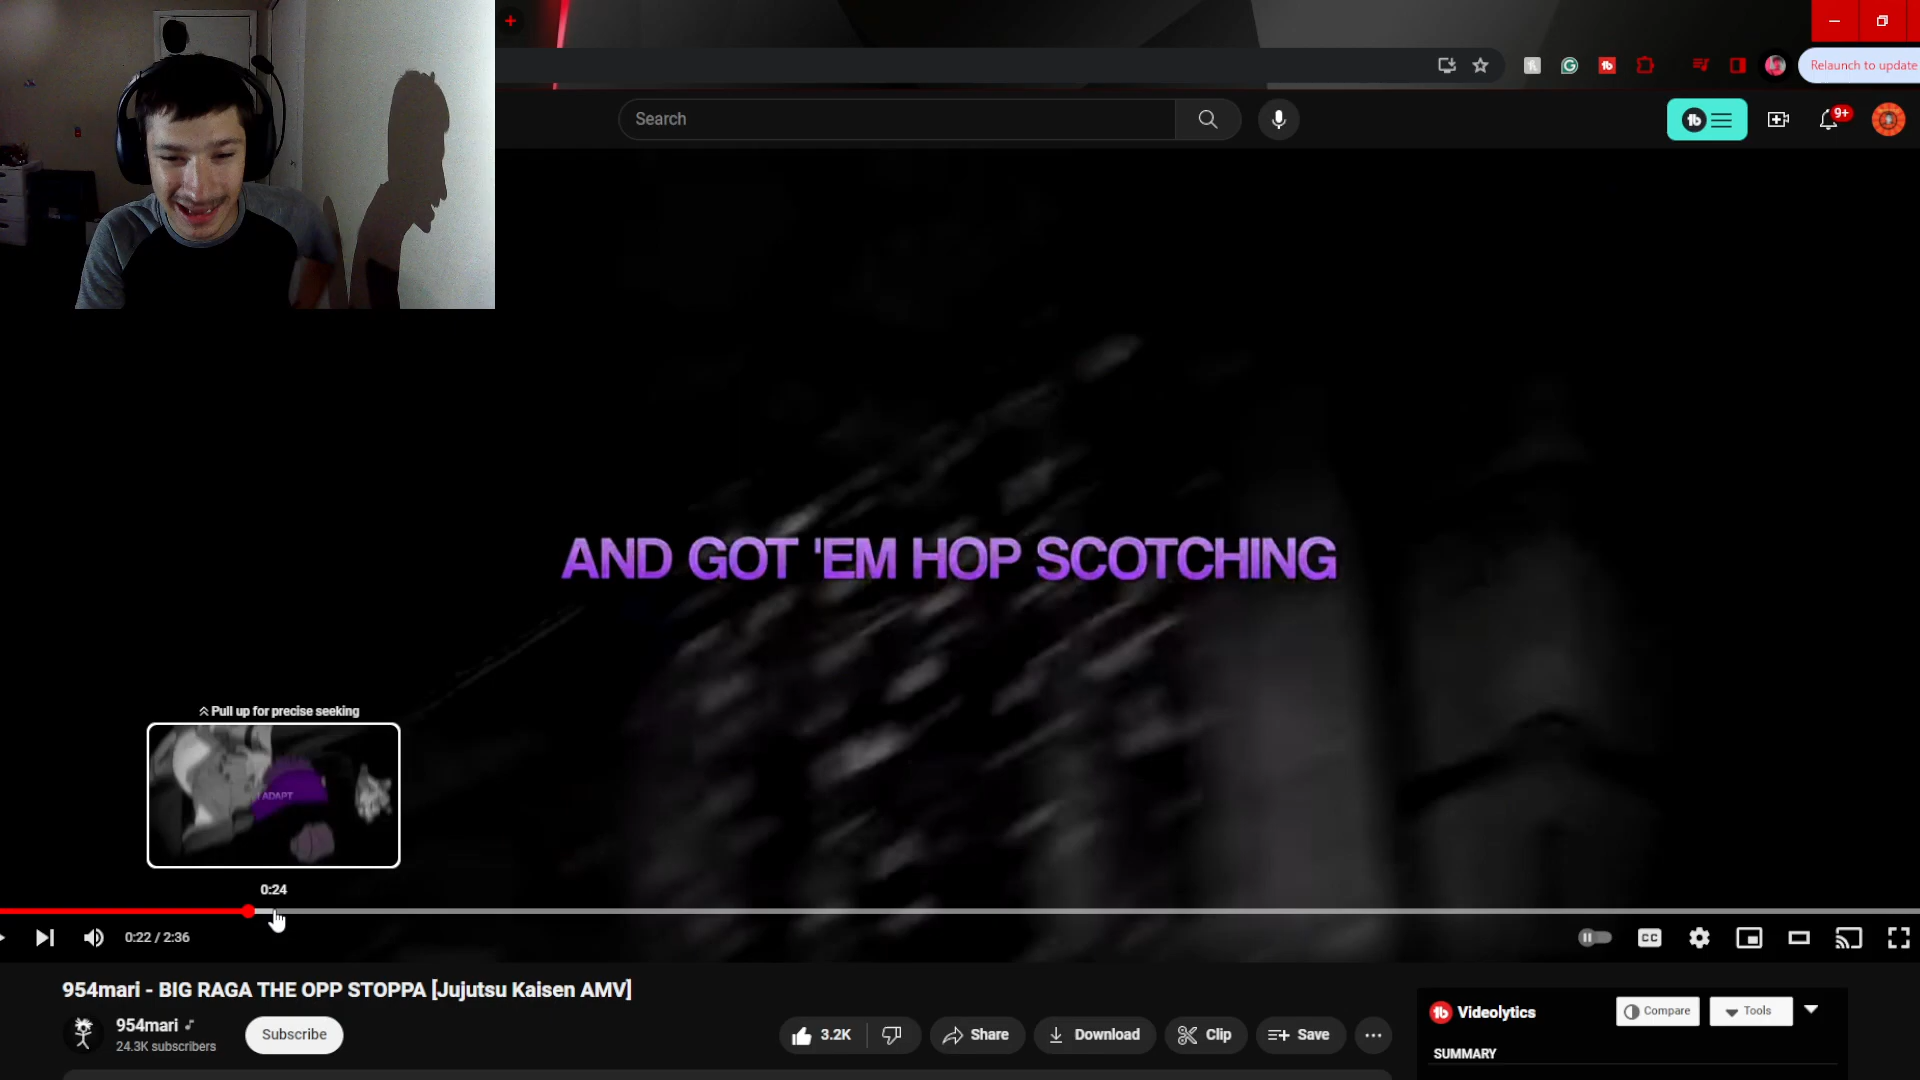 Relaunch to update
Search
9+
AND GOT 'EM HOP SCOTCHING
Pull up for precise seeking
ADAPT
0:24
0:22 / 2:36
CC
954mari - BIG RAGA THE OPP STOPPA [Jujutsu Kaisen AMV]
954mari
24.3K subscribers
Subscribe
3.2K
Share
Download
Clip
Save
Videolytics
Compare
Tools
SUMMARY